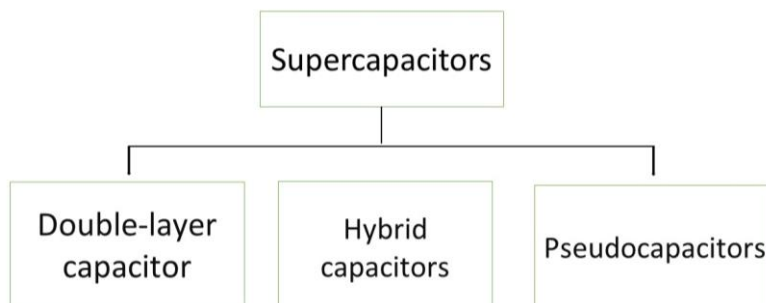 Supercapacitors
Double-layer
capacitor
Hybrid
capacitors
Pseudocapacitors